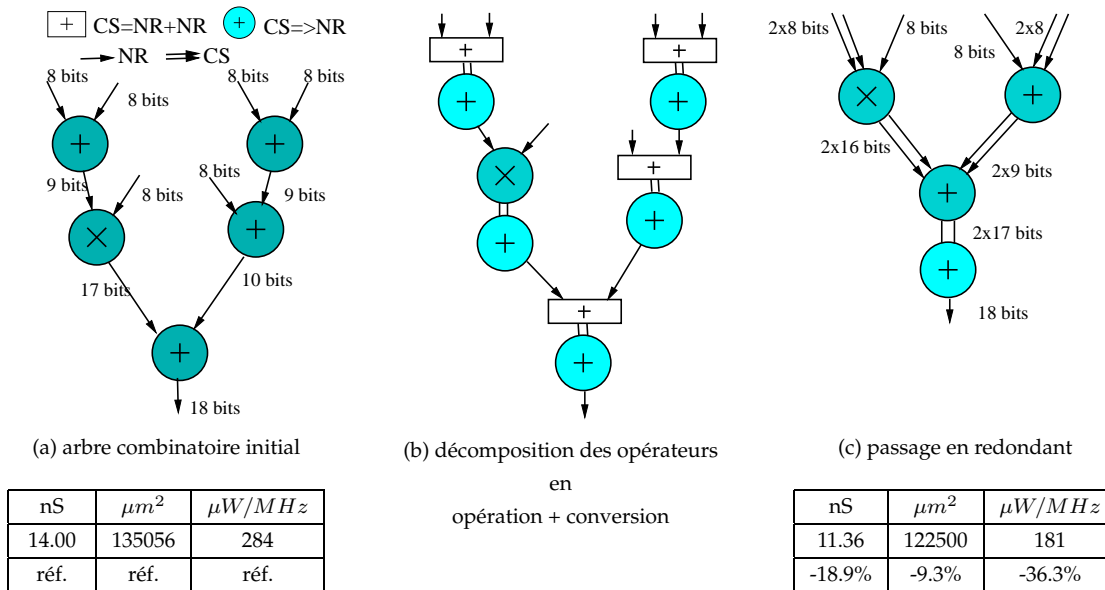 + CS=NR+NR + CS=>NR
NR CS
8 bits 8 bits 8 bits 8 bits
+ +
9 bits 8 bits 8 bits 9 bits
× +
17 bits 10 bits
+
18 bits
(a) arbre combinatoire initial
nS μm² μW/MHz
14.00 135056 284
réf. réf. réf.
+ +
+ +
× +
+ +
+
+
(b) décomposition des opérateurs
en
opération + conversion
2x8 bits 8 bits 8 bits 2x8
× +
2x16 bits 2x9 bits
+
2x17 bits
+
18 bits
(c) passage en redondant
nS μm² μW/MHz
11.36 122500 181
-18.9% -9.3% -36.3%